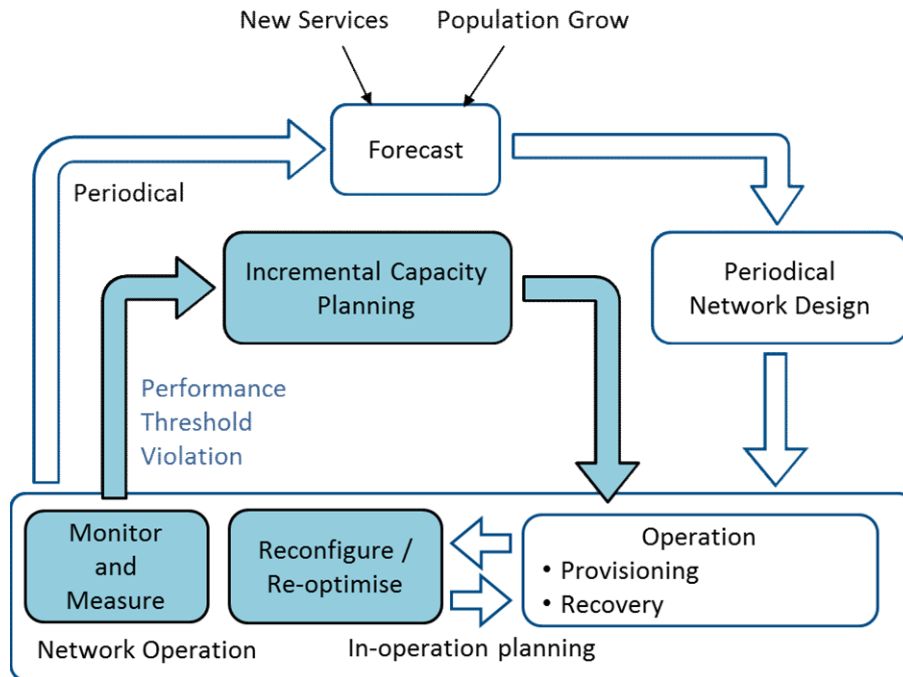 New Services
Population Grow
Forecast
Periodical
Incremental Capacity
Planning
Periodical
Network Design
Performance
Threshold
Violation
Monitor
and
Measure
Reconfigure /
Re-optimise
Operation
• Provisioning
• Recovery
Network Operation
In-operation planning